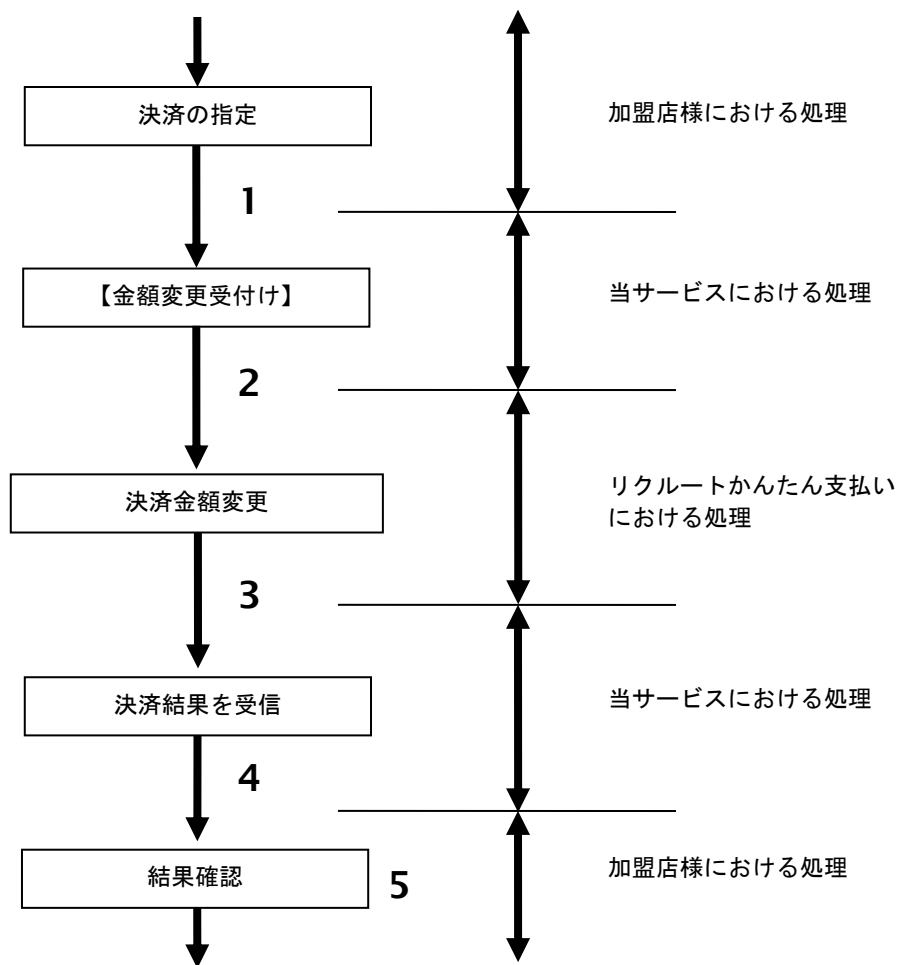 決済の指定
加盟店様における処理
1
【金額変更受付け】
当サービスにおける処理
2
決済金額変更
リクルートかんたん支払い
における処理
3
決済結果を受信
当サービスにおける処理
4
結果確認
5
加盟店様における処理